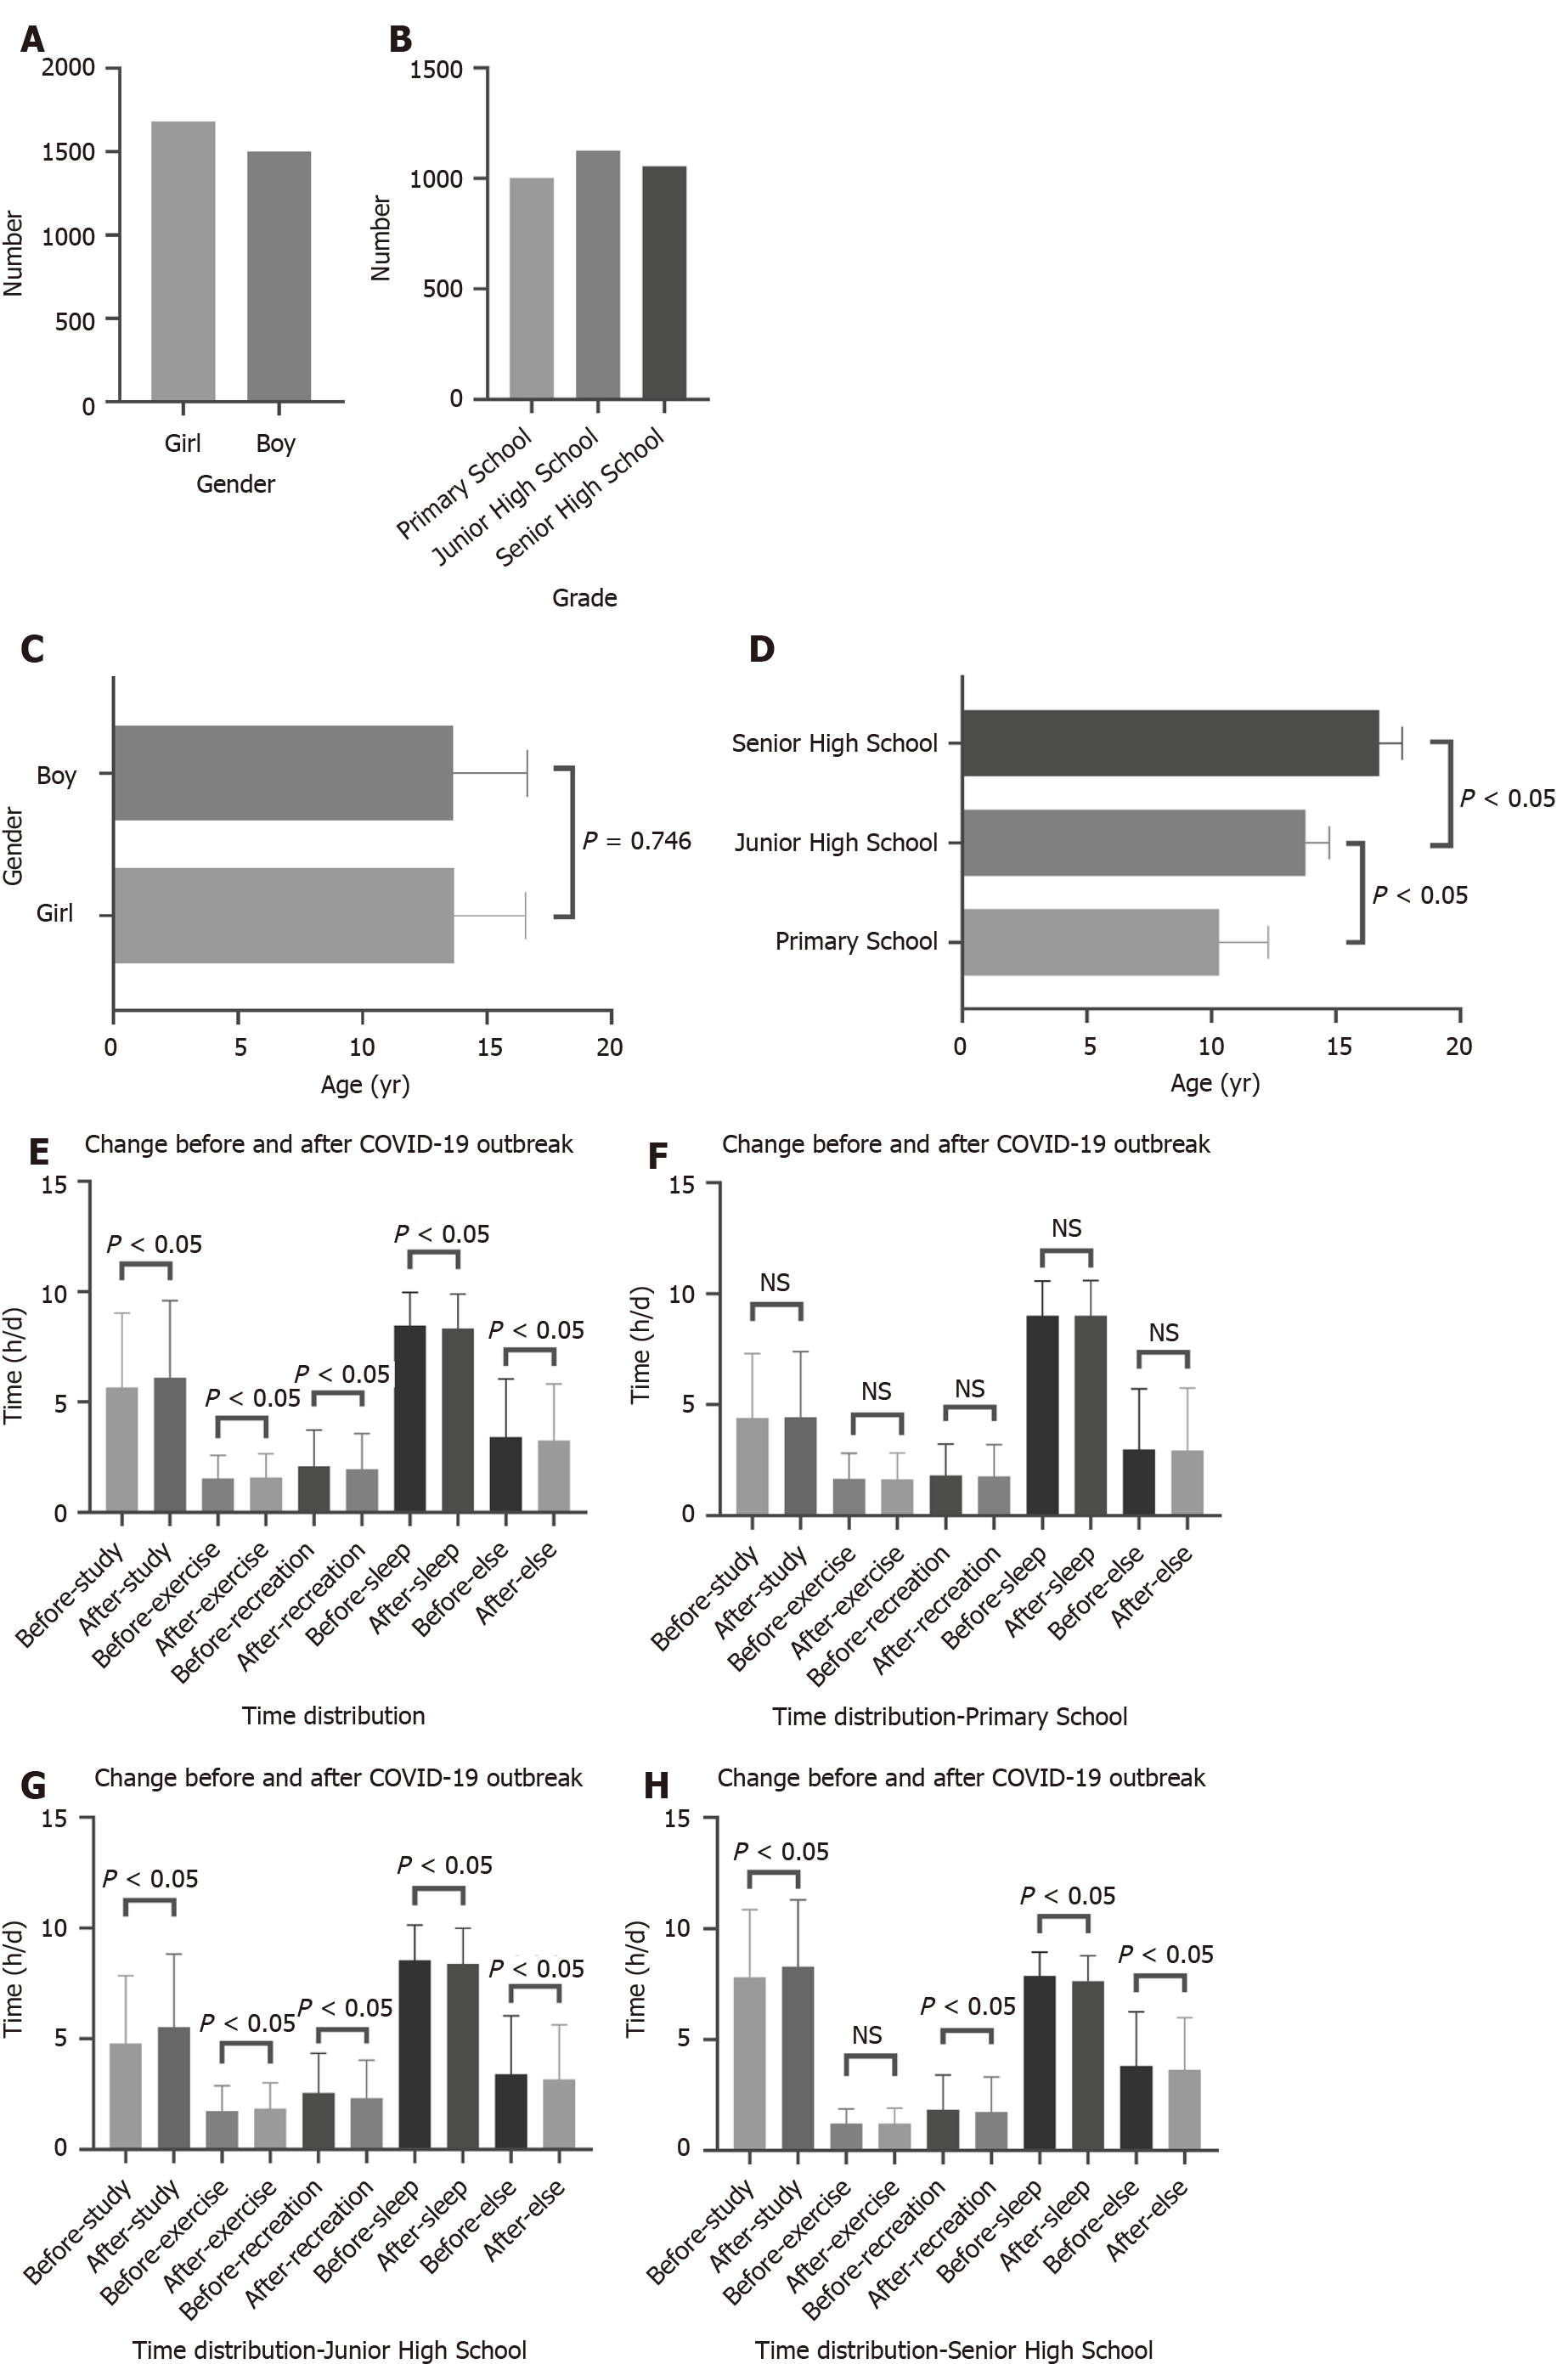 A
2000
1500
1000
500
0
Number
Girl
Boy
Gender
B
1500
1000
500
0
Number
Primary School
Junior High School
Senior High School
Grade
C
Gender
Boy
Girl
P = 0.746
0 5 10 15 20
Age (yr)
D
Senior High School
Junior High School
Primary School
P < 0.05
P < 0.05
0 5 10 15 20
Age (yr)
E
Change before and after COVID-19 outbreak
15
10
5
0
Time (h/d)
P < 0.05
P < 0.05
P < 0.05
P < 0.05
P < 0.05
Before-study
After-study
Before-exercise
After-exercise
Before-recreation
After-recreation
Before-sleep
After-sleep
Before-else
After-else
Time distribution
F
Change before and after COVID-19 outbreak
15
10
5
0
Time (h/d)
NS
NS
NS
NS
NS
Before-study
After-study
Before-exercise
After-exercise
Before-recreation
After-recreation
Before-sleep
After-sleep
Before-else
After-else
Time distribution-Primary School
G
Change before and after COVID-19 outbreak
15
10
5
0
Time (h/d)
P < 0.05
P < 0.05
P < 0.05
P < 0.05
P < 0.05
Before-study
After-study
Before-exercise
After-exercise
Before-recreation
After-recreation
Before-sleep
After-sleep
Before-else
After-else
Time distribution-Junior High School
H
Change before and after COVID-19 outbreak
15
10
5
0
Time (h/d)
P < 0.05
NS
P < 0.05
P < 0.05
P < 0.05
Before-study
After-study
Before-exercise
After-exercise
Before-recreation
After-recreation
Before-sleep
After-sleep
Before-else
After-else
Time distribution-Senior High School